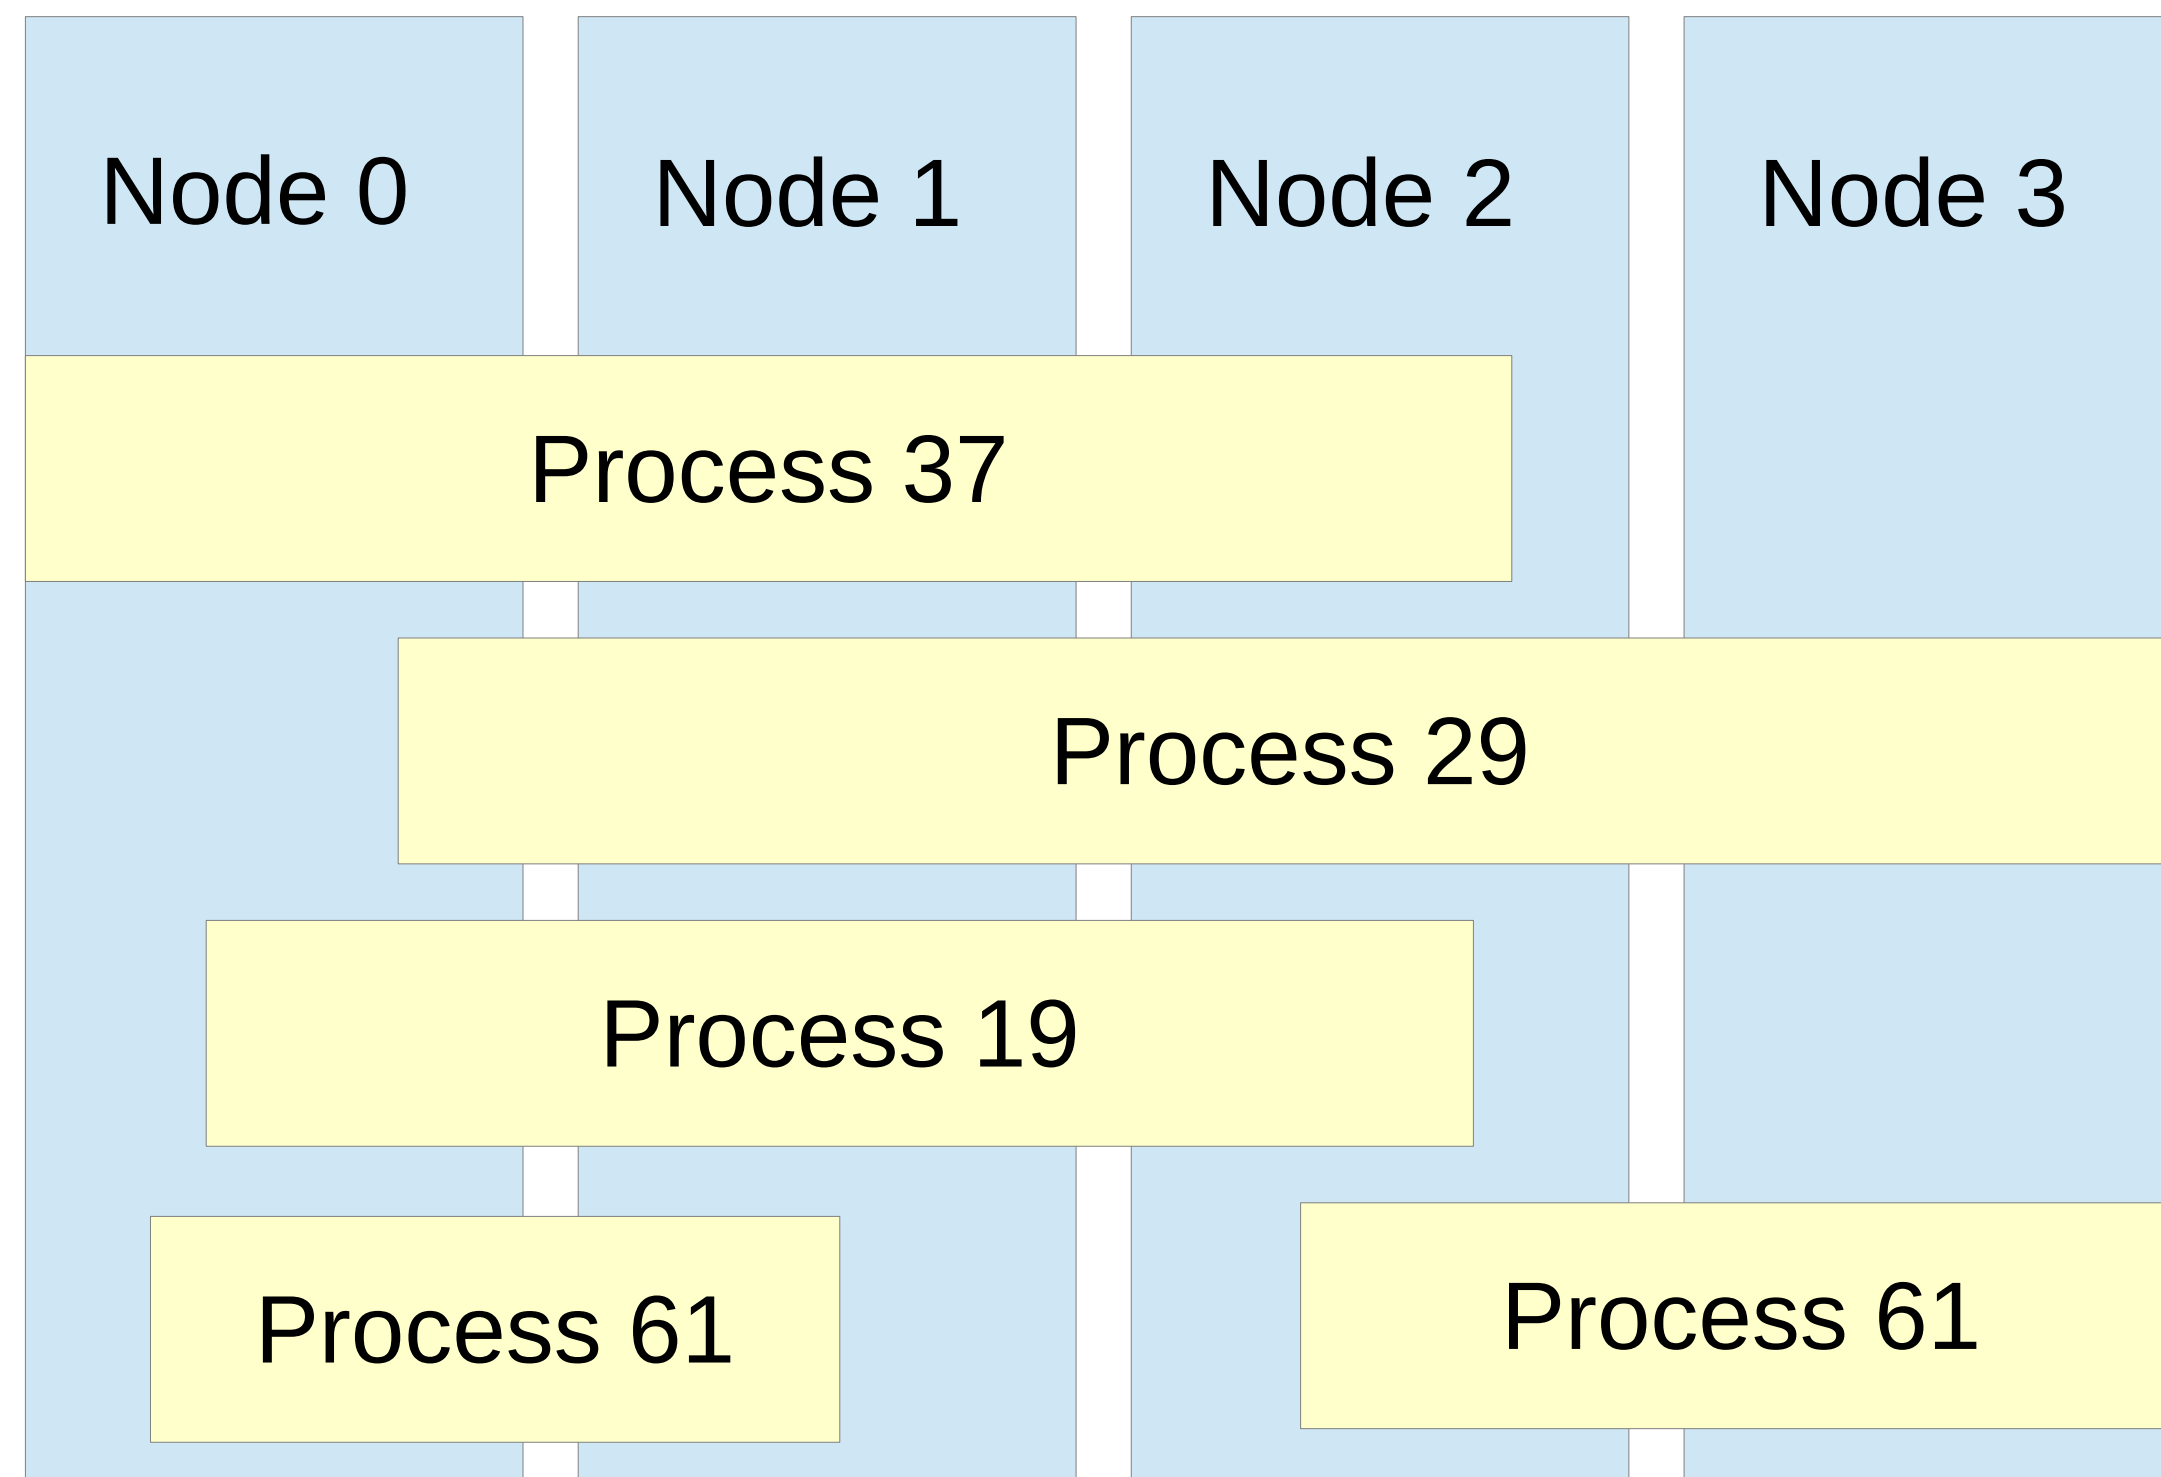 Node 0
Node 1
Node 2
Node 3
Process 37
Process 29
Process 19
Process 61
Process 61